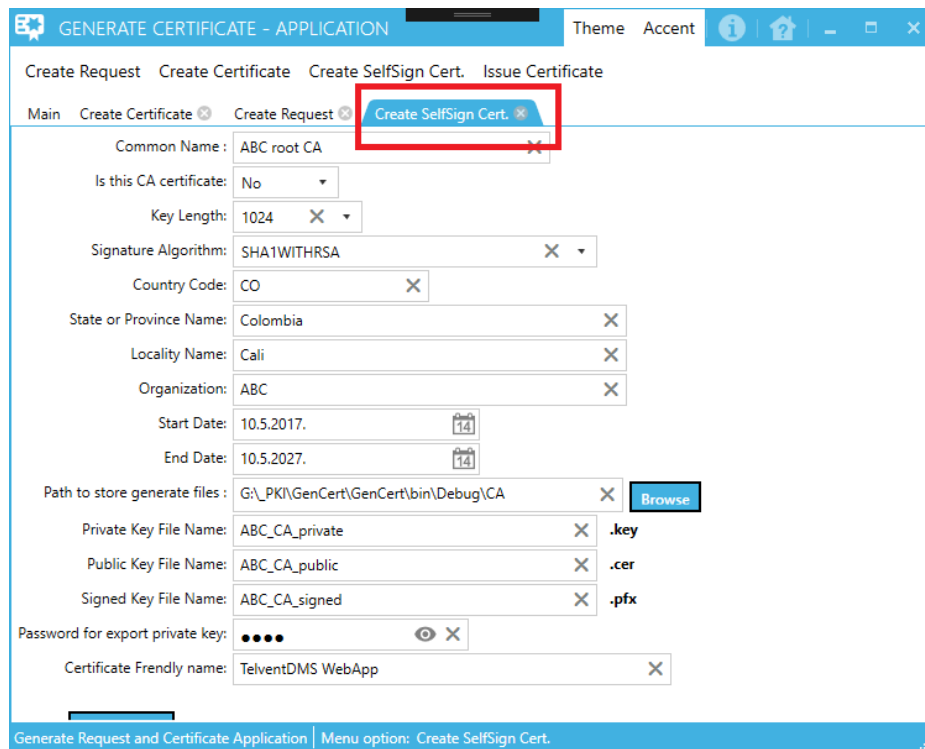 GENERATE CERTIFICATE - APPLICATION Theme Accent
Create Request Create Certificate Create SelfSign Cert. Issue Certificate
Main Create Certificate Create Request Create SelfSign Cert.
Common Name : ABC root CA
Is this CA certificate: No
Key Length: 1024
Signature Algorithm: SHA1WITHRSA
Country Code: CO
State or Province Name: Colombia
Locality Name: Cali
Organization: ABC
Start Date: 10.5.2017. 14
End Date: 10.5.2027. 14
Path to store generate files : G:\_PKI\GenCert\GenCert\bin\Debug\CA Browse
Private Key File Name: ABC_CA_private .key
Public Key File Name: ABC_CA_public .cer
Signed Key File Name: ABC_CA_signed .pfx
Password for export private key: ●●●●
Certificate Frendly name: TelventDMS WebApp
Generate Request and Certificate Application Menu option: Create SelfSign Cert.